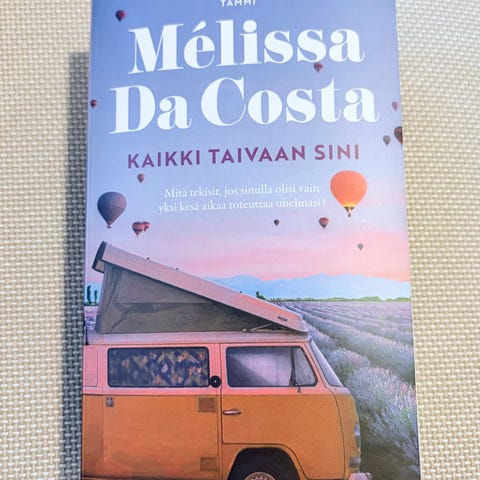 TAMMI
Mélissa
Da Costa
KAIKKI TAIVAAN SINI
Mitä tekisit, jos sinulla olisi vain
yksi kesä aikaa toteuttaa unelmasi?